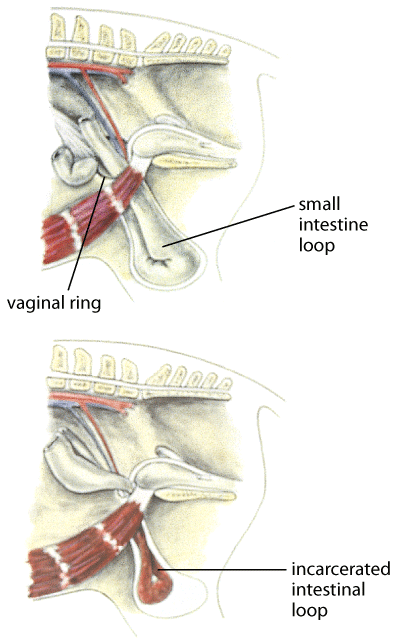 small
intestine
loop
vaginal ring
incarcerated
intestinal
loop